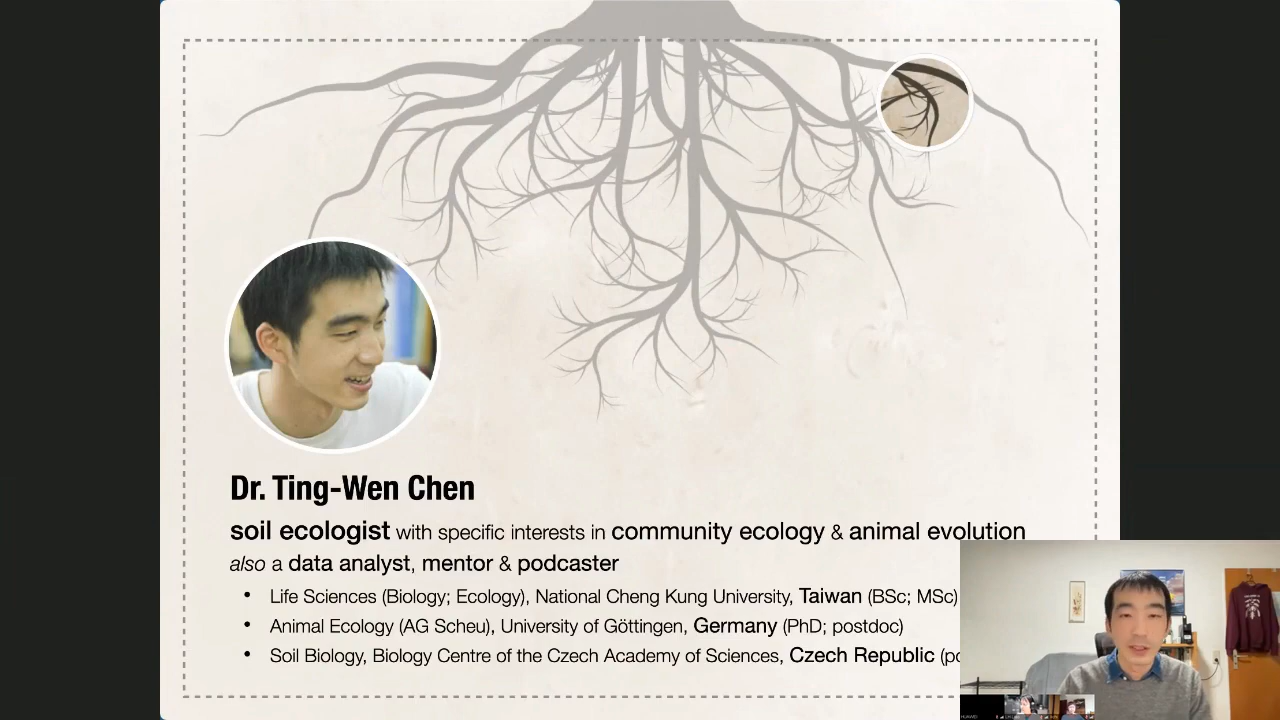 Dr. Ting-Wen Chen
soil ecologist with specific interests in community ecology & animal evolution
also a data analyst, mentor & podcaster
• Life Sciences (Biology; Ecology), National Cheng Kung University, Taiwan (BSc; MSc)
• Animal Ecology (AG Scheu), University of Göttingen, Germany (PhD; postdoc)
• Soil Biology, Biology Centre of the Czech Academy of Sciences, Czech Republic (po